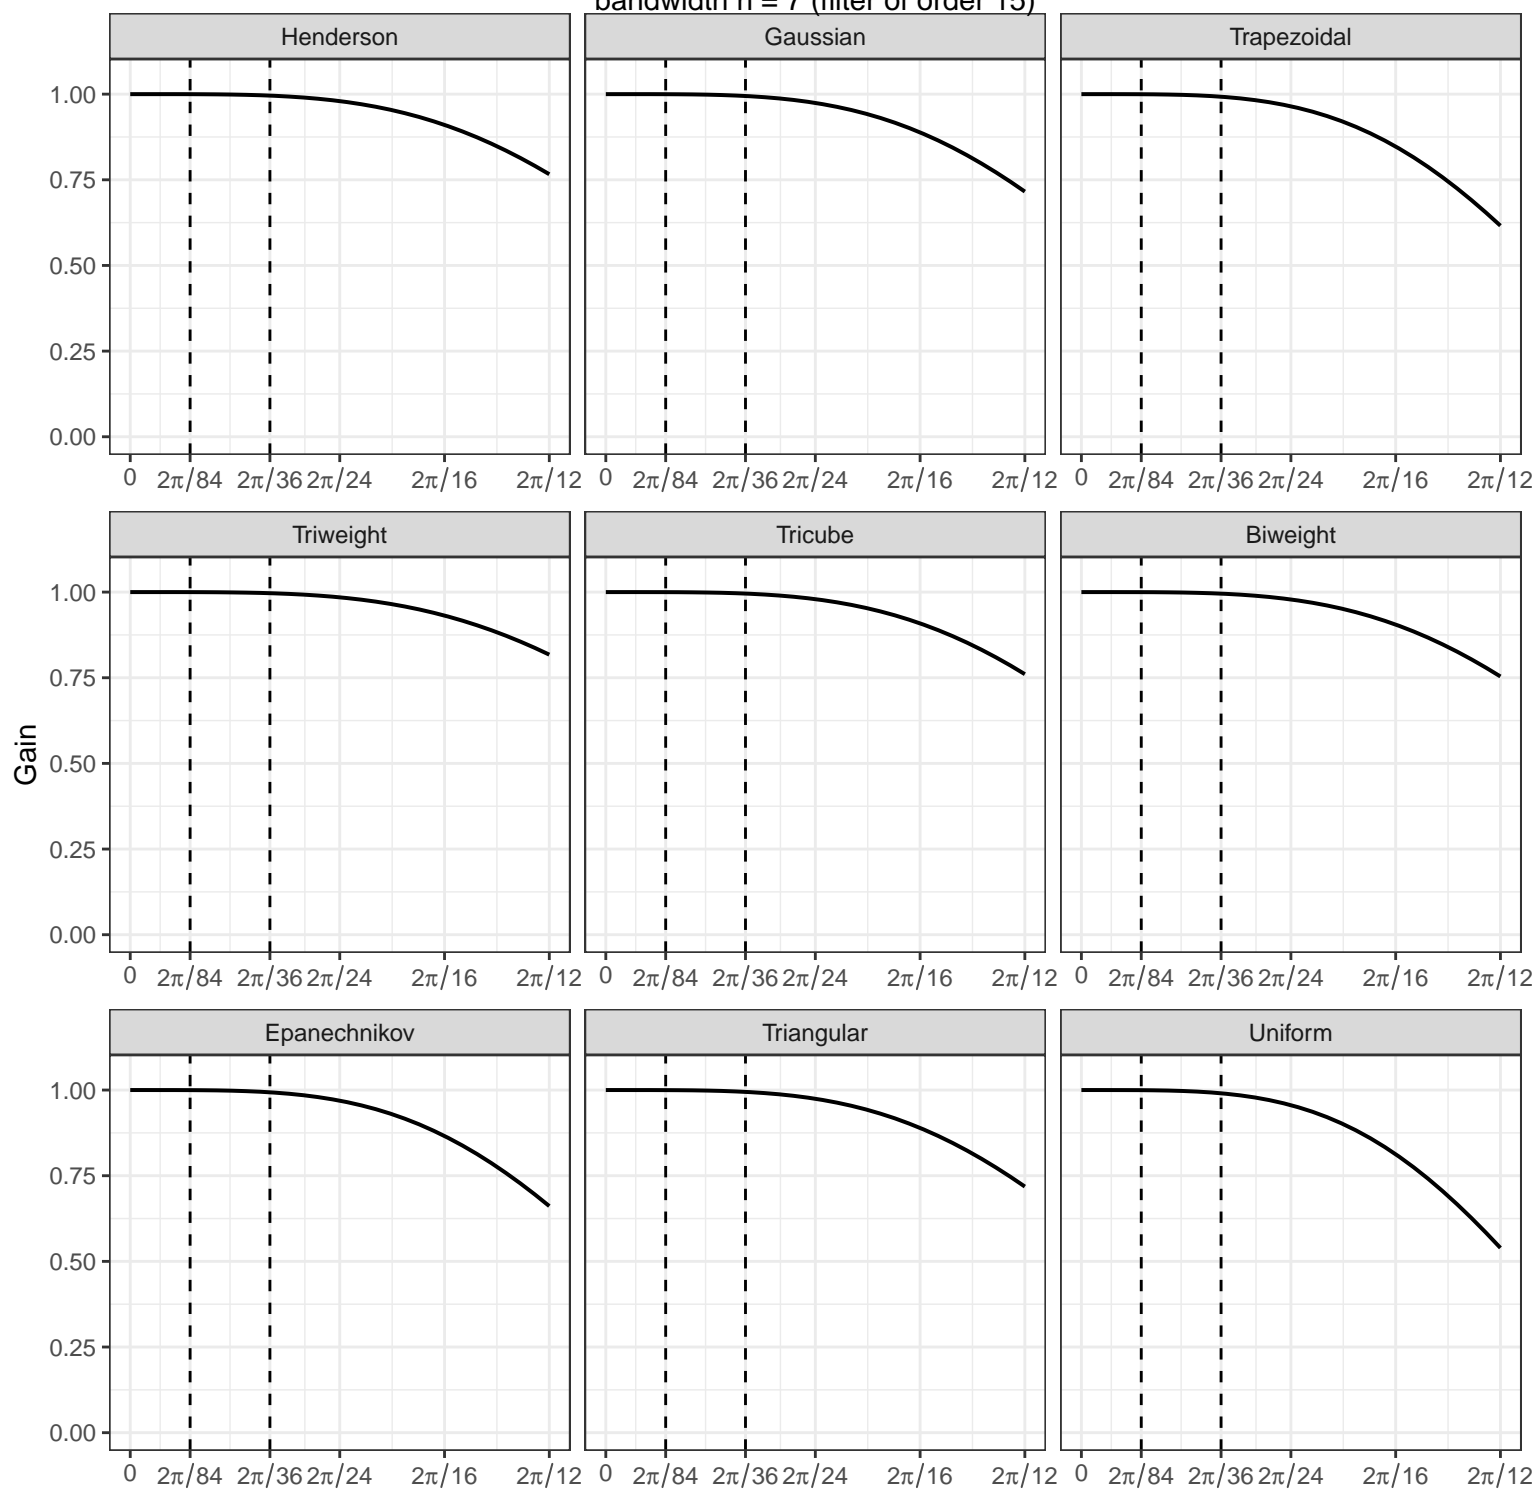 bandwidth h = 7 (filter of order 15)
Henderson Gaussian Trapezoidal
1.00
0.75
0.50
0.25
0.00
0 2π/84 2π/36 2π/24 2π/16 2π/12 0 2π/84 2π/36 2π/24 2π/16 2π/12 0 2π/84 2π/36 2π/24 2π/16 2π/12
Triweight Tricube Biweight
1.00
0.75
Gain
0.50
0.25
0.00
0 2π/84 2π/36 2π/24 2π/16 2π/12 0 2π/84 2π/36 2π/24 2π/16 2π/12 0 2π/84 2π/36 2π/24 2π/16 2π/12
Epanechnikov Triangular Uniform
1.00
0.75
0.50
0.25
0.00
0 2π/84 2π/36 2π/24 2π/16 2π/12 0 2π/84 2π/36 2π/24 2π/16 2π/12 0 2π/84 2π/36 2π/24 2π/16 2π/12